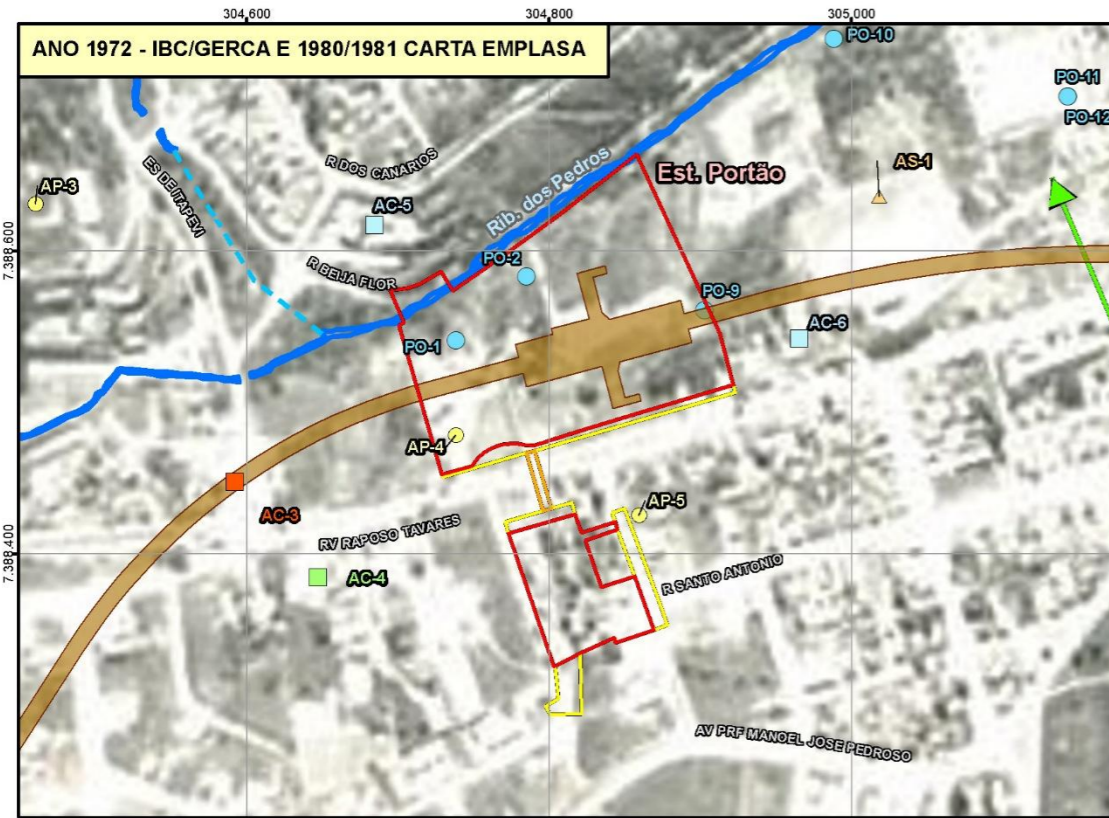 304,600
304,800
305,000
ANO 1972 - IBC/GERCA E 1980/1981 CARTA EMPLASA
PO-10
PO-11
PO-12
R DOS CANARIOS
ES DE ITAPEVI
AP-3
AC-5
Rib. dos Pedros
Est. Portão
AS-1
7.388.600
R BEIJA FLOR
PO-2
PO-9
PO-1
AC-6
AP-4
AC-3
RV RAPOSO TAVARES
AP-5
7.388.400
AC-4
R SANTO ANTONIO
AV PRF MANOEL JOSE PEDROSO